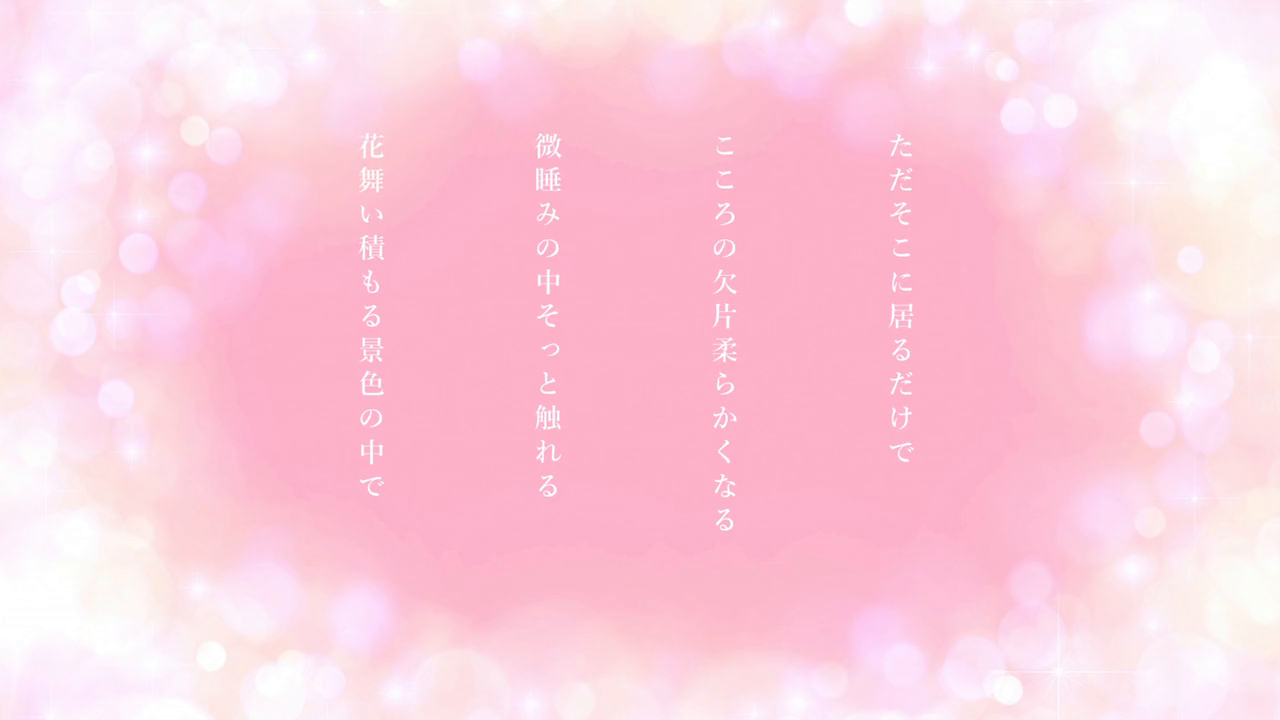 ただそこに居るだけで
こころの欠片柔らかくなる
微睡みの中そっと触れる
花舞い積もる景色の中で